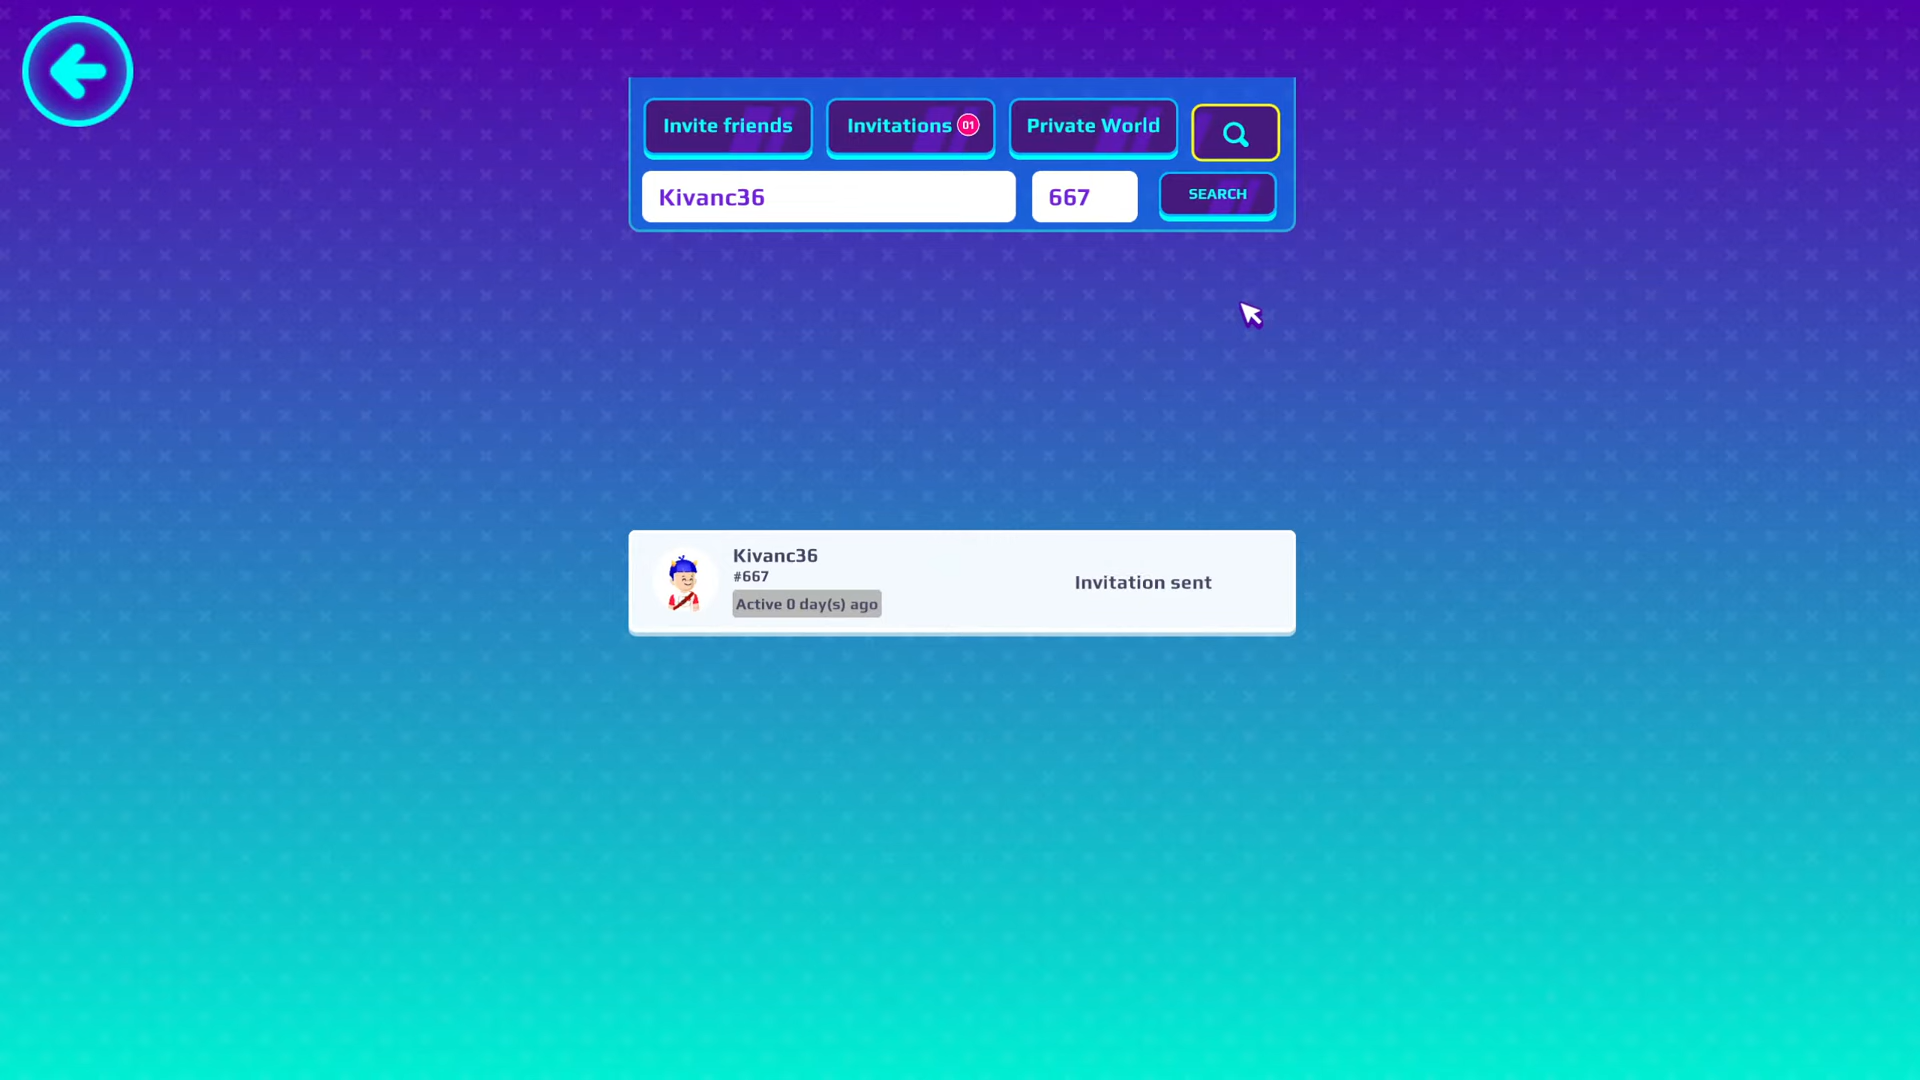 Invite friends
Invitations 01
Private World
Kivanc36
667
SEARCH
Kivanc36
#667
Active 0 day(s) ago
Invitation sent